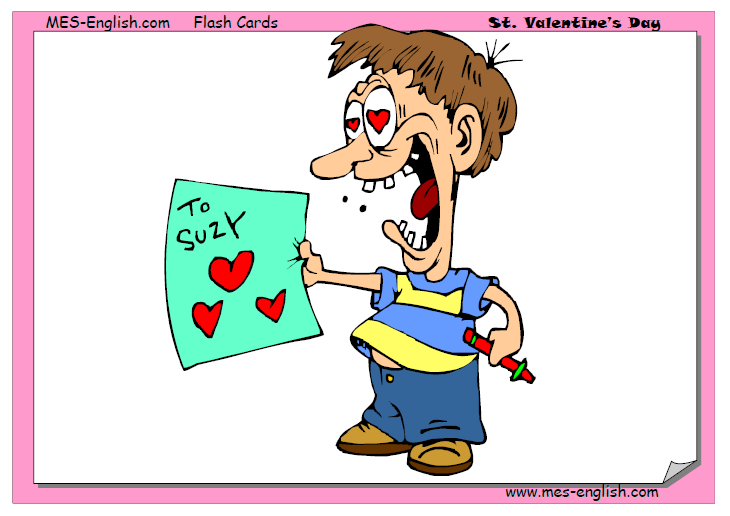 MES-English.com Flash Cards St. Valentine's Day
TO
SUZY
www.mes-english.com